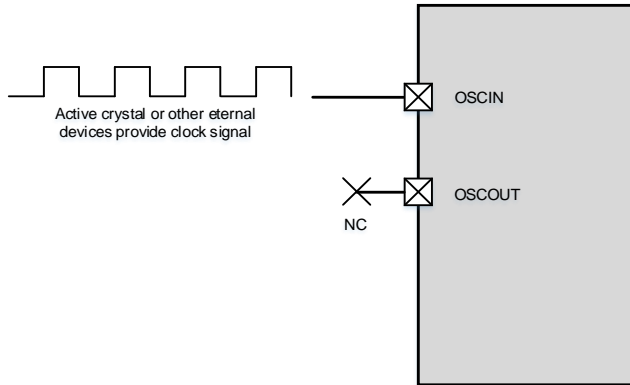 Active crystal or other eternal
devices provide clock signal
OSCIN
OSCOUT
NC